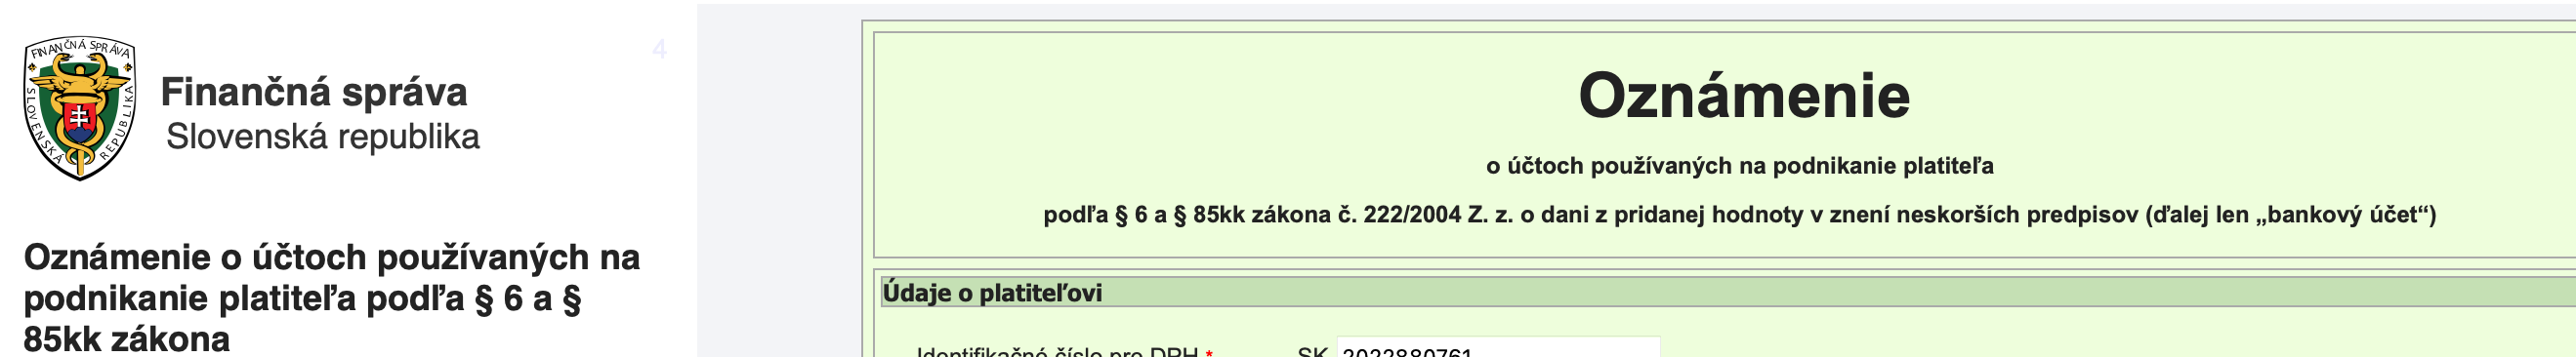 FINANČNÁ SPRÁVA
SLOVENSKÁ REPUBLIKA
Finančná správa
Slovenská republika
4
Oznámenie o účtoch používaných na
podnikanie platiteľa podľa § 6 a §
85kk zákona
Oznámenie
o účtoch používaných na podnikanie platiteľa
podľa § 6 a § 85kk zákona č. 222/2004 Z. z. o dani z pridanej hodnoty v znení neskorších predpisov (ďalej len „bankový účet“)
Údaje o platiteľovi
Identifikačné číslo pre DPH * SK 2022880761